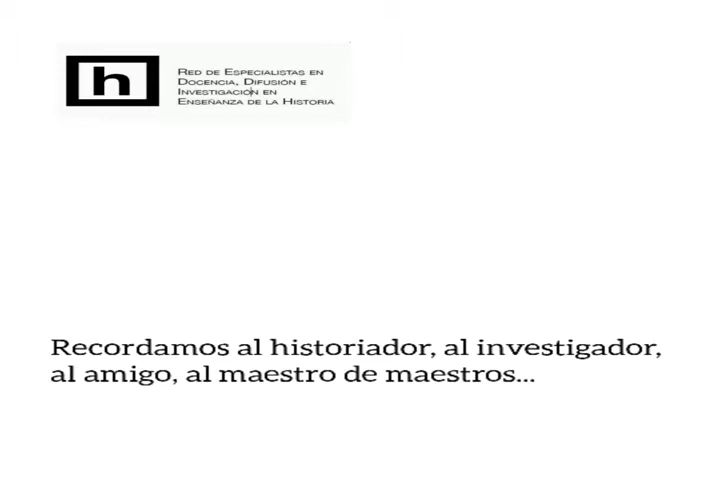 h
RED DE ESPECIALISTAS EN
DOCENCIA, DIFUSIÓN E
INVESTIGACIÓN EN
ENSEÑANZA DE LA HISTORIA
Recordamos al historiador, al investigador,
al amigo, al maestro de maestros...